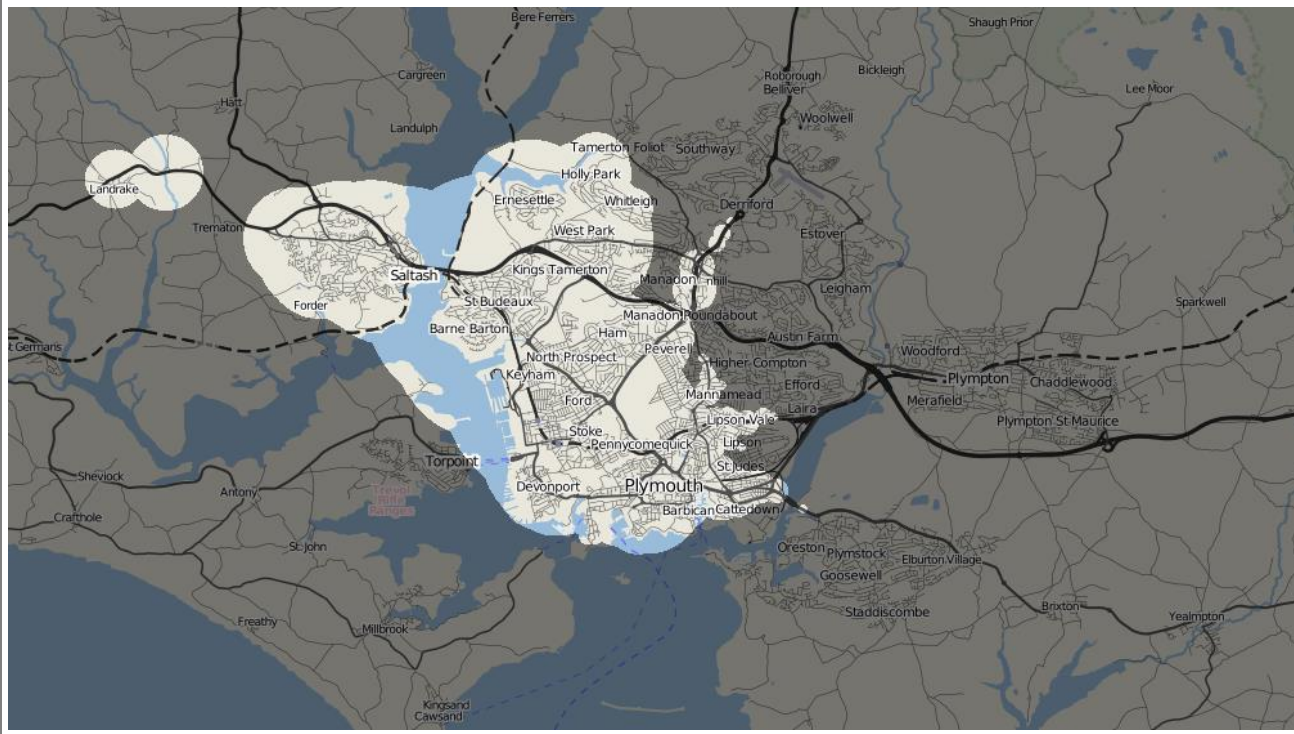 Bere Ferrers
Shaugh Prior
Cargreen
Roborough
Belliver
Bickleigh
Lee Moor
Hatt
Landulph
Woolwell
Tamerton Foliot
Southway
Holly Park
Landrake
Ernesettle
Whitleigh
Derriford
Trematon
West Park
Estover
Saltash
Kings Tamerton
Manadon
nhill
Leigham
Forder
St Budeaux
Sparkwell
Manadon Roundabout
Barne Barton
Ham
Austin Farm
t Germans
North Prospect
Peverell
Woodford
Higher Compton
Keyham
Plympton
Chaddlewood
Efford
Mannamead
Ford
Merafield
Laira
Lipson Vale
Plympton St Maurice
Stoke
Pennycomequick
Lipson
Torpoint
St Judes
Sheviock
Devonport
Plymouth
Antony
Trevol
Rifle
Ranges
Barbican
Cattedown
Crafthole
St. John
Oreston
Plymstock
Elburton Village
Goosewell
Staddiscombe
Brixton
Freathy
Millbrook
Yealmpton
Kingsand
Cawsand